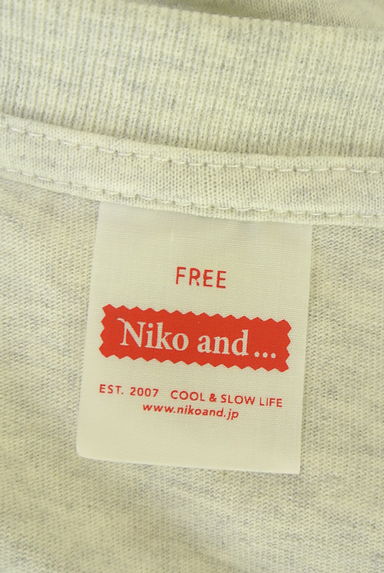 FREE
Niko and...
EST. 2007 COOL & SLOW LIFE
www.nikoand.jp